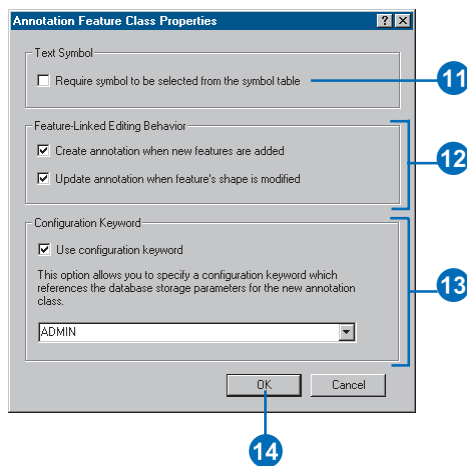 Annotation Feature Class Properties
Text Symbol
Require symbol to be selected from the symbol table
11
Feature-Linked Editing Behavior
Create annotation when new features are added
12
Update annotation when feature's shape is modified
Configuration Keyword
Use configuration keyword
This option allows you to specify a configuration keyword which
references the database storage parameters for the new annotation
class.
13
ADMIN
OK
Cancel
14